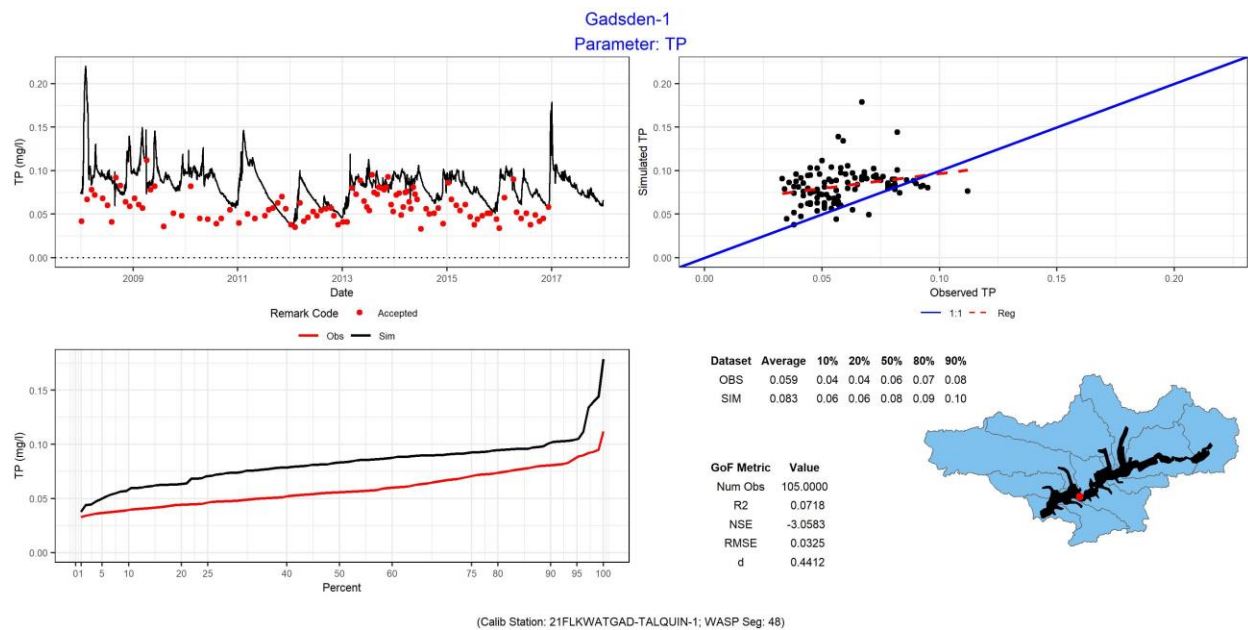 Gadsden-1
Parameter: TP
TP (mg/l)
0.20
0.15
0.10
0.05
0.00
2009 2011 2013 2015 2017
Date
Remark Code Accepted
Obs Sim
Simulated TP
0.20
0.15
0.10
0.05
0.00
0.00 0.05 0.10 0.15 0.20
Observed TP
1:1 Reg
TP (mg/l)
0.15
0.10
0.05
0.00
0 1 5 10 20 25 40 50 60 75 80 90 95 100
Percent
Dataset Average 10% 20% 50% 80% 90%
OBS 0.059 0.04 0.04 0.06 0.07 0.08
SIM 0.083 0.06 0.06 0.08 0.09 0.10
GoF Metric Value
Num Obs 105.0000
R2 0.0718
NSE -3.0583
RMSE 0.0325
d 0.4412
(Calib Station: 21FLKWATGAD-TALQUIN-1; WASP Seg: 48)